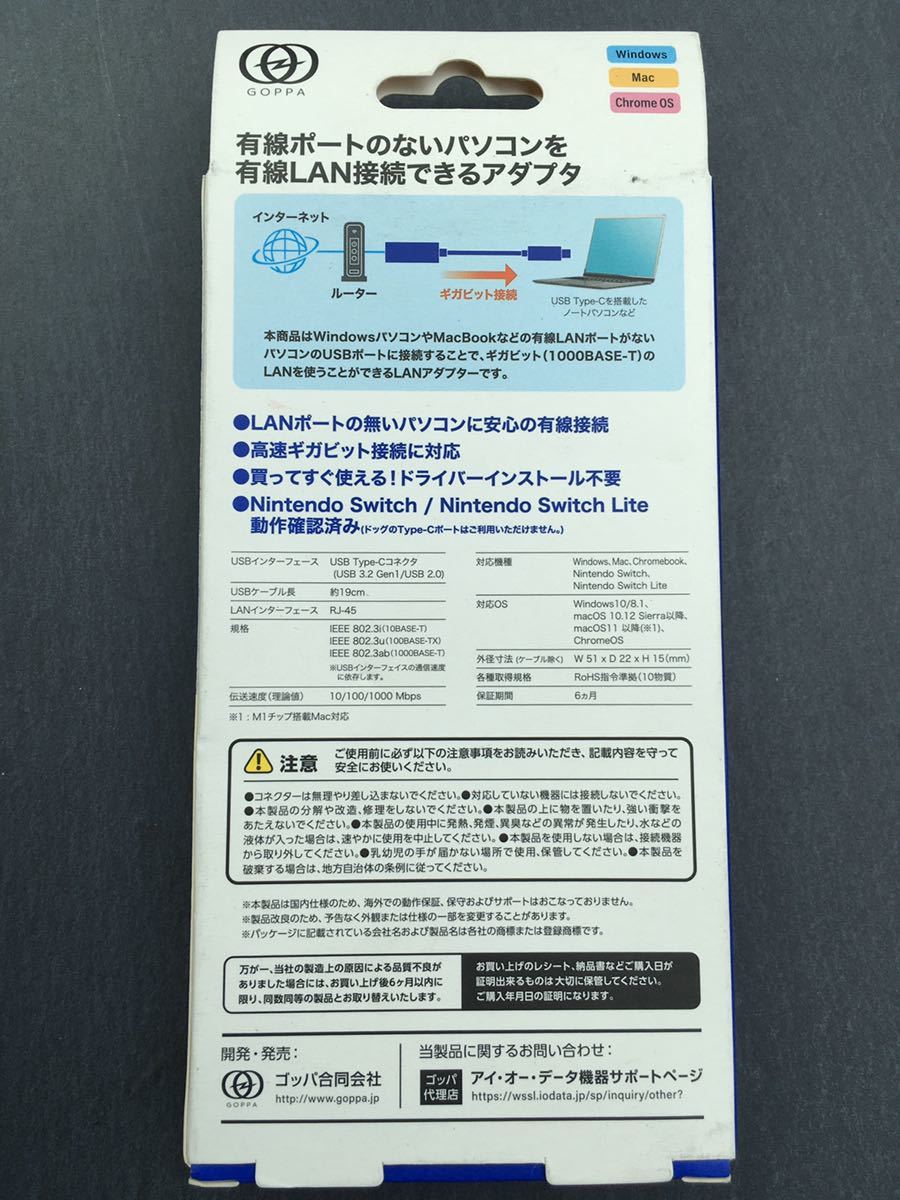 GOPPA
Windows
Mac
Chrome OS
有線ポートのないパソコンを
有線LAN接続できるアダプタ
インターネット
ルーター
ギガビット接続
USB Type-Cを搭載した
ノートパソコンなど
本商品はWindowsパソコンやMacBookなどの有線LANポートがない
パソコンのUSBポートに接続することで、ギガビット(1000BASE-T)の
LANを使うことができるLANアダプターです。
●LANポートの無いパソコンに安心の有線接続
●高速ギガビット接続に対応
●買ってすぐ使える!ドライバーインストール不要
●Nintendo Switch / Nintendo Switch Lite
動作確認済み(ドッグのType-Cポートはご利用いただけません。)
USBインターフェース USB Type-Cコネクタ
(USB 3.2 Gen1/USB 2.0)
USBケーブル長 約19cm
LANインターフェース RJ-45
規格 IEEE 802.3i(10BASE-T)
IEEE 802.3u(100BASE-TX)
IEEE 802.3ab(1000BASE-T)
※USBインターフェイスの通信速度
に依存します。
伝送速度(理論値) 10/100/1000 Mbps
※1:M1チップ搭載Mac対応
対応機種 Windows、Mac、Chromebook、
Nintendo Switch、
Nintendo Switch Lite
対応OS Windows10/8.1、
macOS 10.12 Sierra以降、
macOS11 以降(※1)、
ChromeOS
外径寸法(ケーブル除く) W 51 x D 22 x H 15(mm)
各種取得規格 RoHS指令準拠(10物質)
保証期間 6ヵ月
注意 ご使用前に必ず以下の注意事項をお読みいただき、記載内容を守って
安全にお使いください。
●コネクターは無理やり差し込まないでください。●対応していない機器には接続しないでください。
●本製品の分解や改造、修理をしないでください。●本製品の上に物を置いたり、強い衝撃を
あたえないでください。●本製品の使用中に発熱、発煙、異臭などの異常が発生したり、水などの
液体が入った場合は、速やかに使用を中止してください。●本製品を使用しない場合は、接続機器
から取り外してください。●乳幼児の手が届かない場所で使用、保管してください。●本製品を
破棄する場合は、地方自治体の条例に従ってください。
※本製品は国内仕様のため、海外での動作保証、保守およびサポートはおこなっておりません。
※製品改良のため、予告なく外観または仕様の一部を変更することがあります。
※パッケージに記載されている会社名および製品名は各社の商標または登録商標です。
万が一、当社の製造上の原因による品質不良が
ありました場合には、お買い上げ後6ヶ月以内に
限り、同数同等の製品とお取り替えいたします。
お買い上げのレシート、納品書などご購入日が
証明出来るものは大切に保管してください。
ご購入年月日の証明になります。
開発・発売:
GOPPA
ゴッパ合同会社
http://www.goppa.jp
当製品に関するお問い合わせ:
ゴッパ
代理店
アイ・オー・データ機器サポートページ
https://wssl.iodata.jp/sp/inquiry/other?